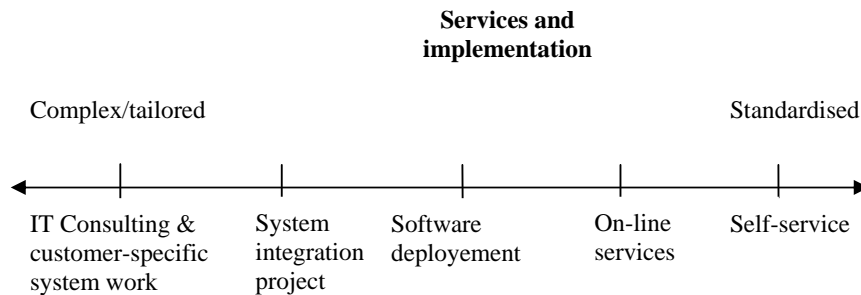 Services and
implementation
Complex/tailored
Standardised
IT Consulting &
customer-specific
system work
System
integration
project
Software
deployement
On-line
services
Self-service